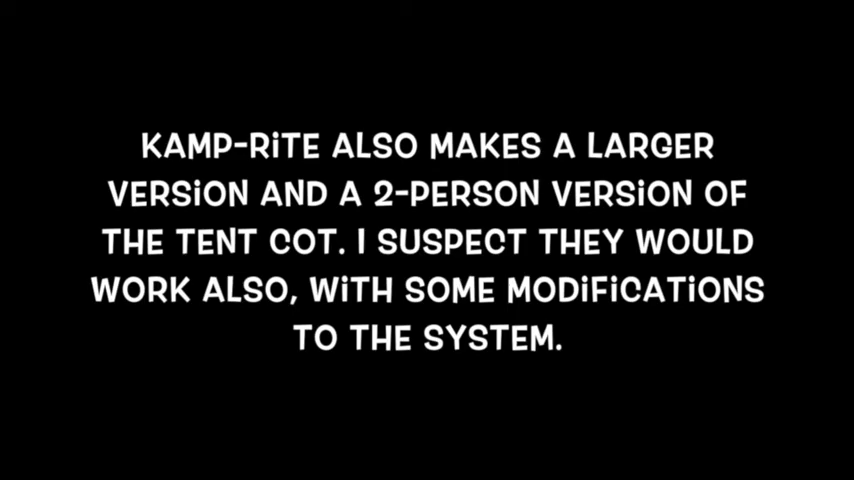 KAMP-RiTE ALSO MAKES A LARGER
VERSiON AND A 2-PERSON VERSiON OF
THE TENT COT. I SUSPECT THEY WOULD
WORK ALSO, WiTH SOME MODiFiCATiONS
TO THE SYSTEM.